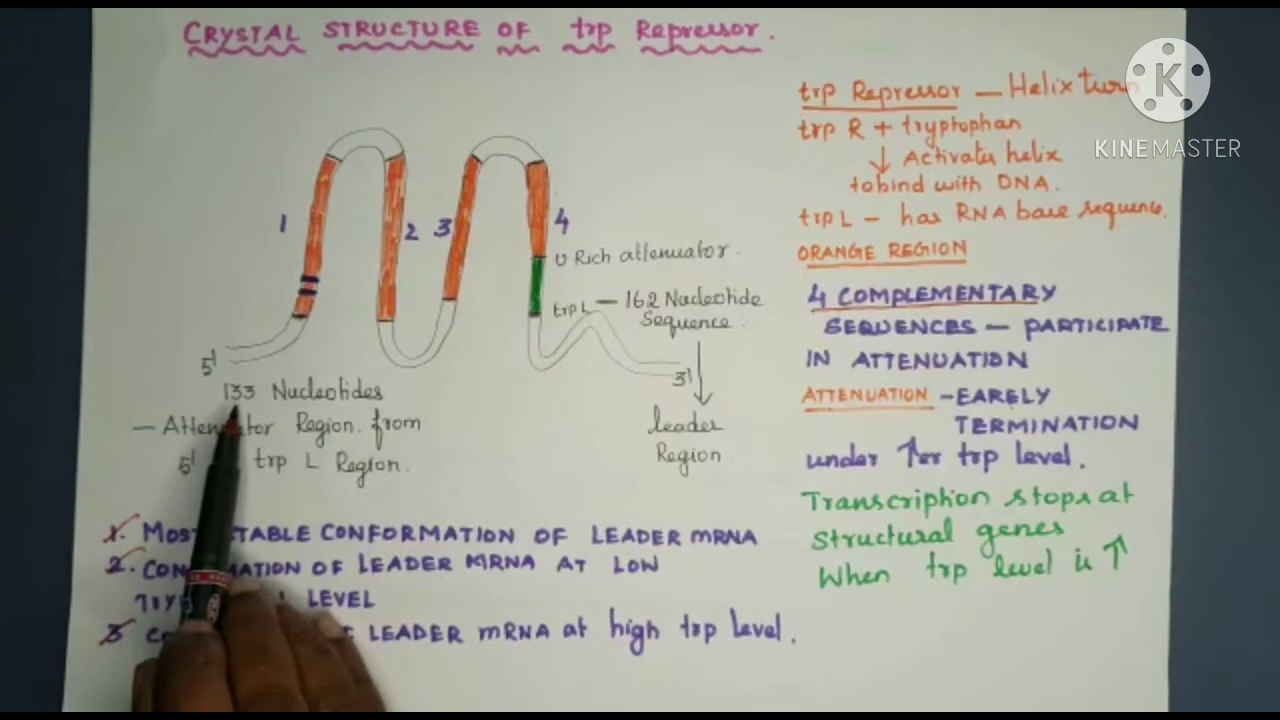 CRYSTAL STRUCTURE OF trp Repressor.
1
2
3
4
U Rich attenuator.
trp L — 162 Nucleotide
Sequence.
5'
3'
133 Nucleotides
— Attenuator Region from
5' trp L Region.
leader
Region
1. MOST STABLE CONFORMATION OF LEADER mRNA
2. CONFORMATION OF LEADER MRNA AT LOW
LEVEL
3 LEADER mRNA at high trp level.
trp Repressor — Helix turn
trp R + tryptophan
↓ Activates helix
to bind with DNA.
trp L — has RNA base sequence.
ORANGE REGION
4 COMPLEMENTARY
SEQUENCES — PARTICIPATE
IN ATTENUATION
ATTENUATION - EARELY
TERMINATION
under ↑er trp level.
Transcription stops at
structural genes
When trp level is ↑
K
KINEMASTER